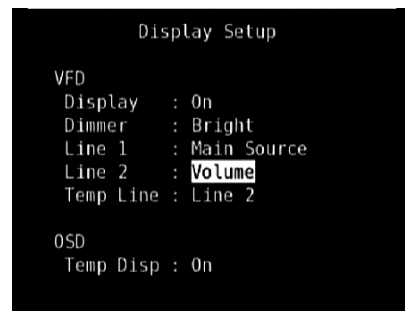 Display Setup
VFD
Display : On
Dimmer : Bright
Line 1 : Main Source
Line 2 : Volume
Temp Line : Line 2
OSD
Temp Disp : On